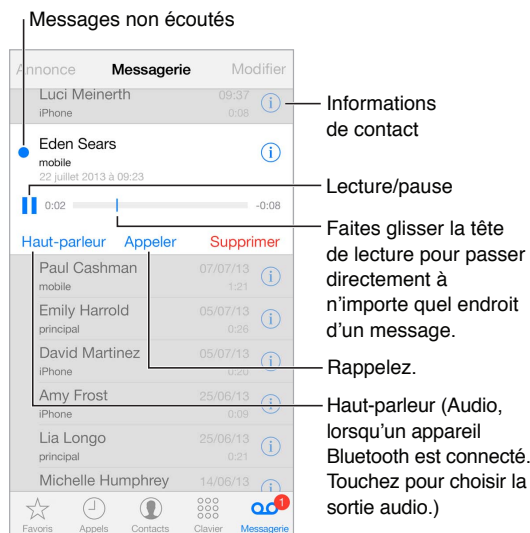 Messages non écoutés
Annonce Messagerie Modifier
Luci Meinerth 09:37
iPhone 0:08
Eden Sears
mobile
22 juillet 2013 à 09:23
0:02 -0:08
Haut-parleur Appeler Supprimer
Paul Cashman 07/07/13
mobile 1:21
Emily Harrold 05/07/13
principal 0:26
David Martinez 05/07/13
iPhone 0:20
Amy Frost 25/06/13
iPhone 0:09
Lia Longo 25/06/13
principal 0:21
Michelle Humphrey 14/06/13
1
Favoris Appels Contacts Clavier Messagerie
Informations
de contact
Lecture/pause
Faites glisser la tête
de lecture pour passer
directement à
n’importe quel endroit
d’un message.
Rappelez.
Haut-parleur (Audio,
lorsqu’un appareil
Bluetooth est connecté.
Touchez pour choisir la
sortie audio.)